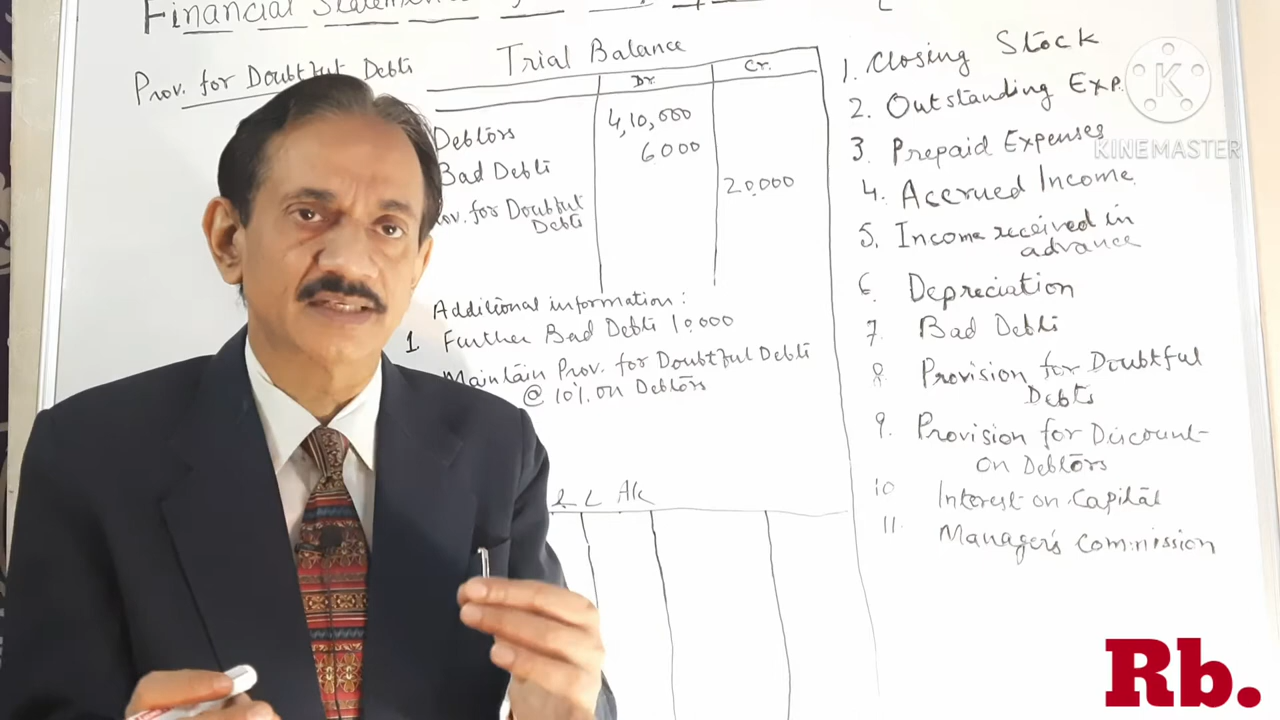 Financial
Prov. for Doubtful Debts
Trial Balance
Dr. Cr.
Debtors 4,10,000
Bad Debts 6000
ov. for Doubtful 20,000
Debts
Additional information :
1 Further Bad Debts 10,000
Maintain Prov. for Doubtful Debts
@ 10% on Debtors
& L A/c
1. Closing Stock
2. Outstanding Exp.
3. Prepaid Expenses
4. Accrued Income
5. Income received in
advance
6. Depreciation
7 Bad Debts
8 Provision for Doubtful
Debts
9. Provision for Discount
on Debtors
10 Interest on Capital
11. Manager's Commission
K
KINEMASTER
Rb.